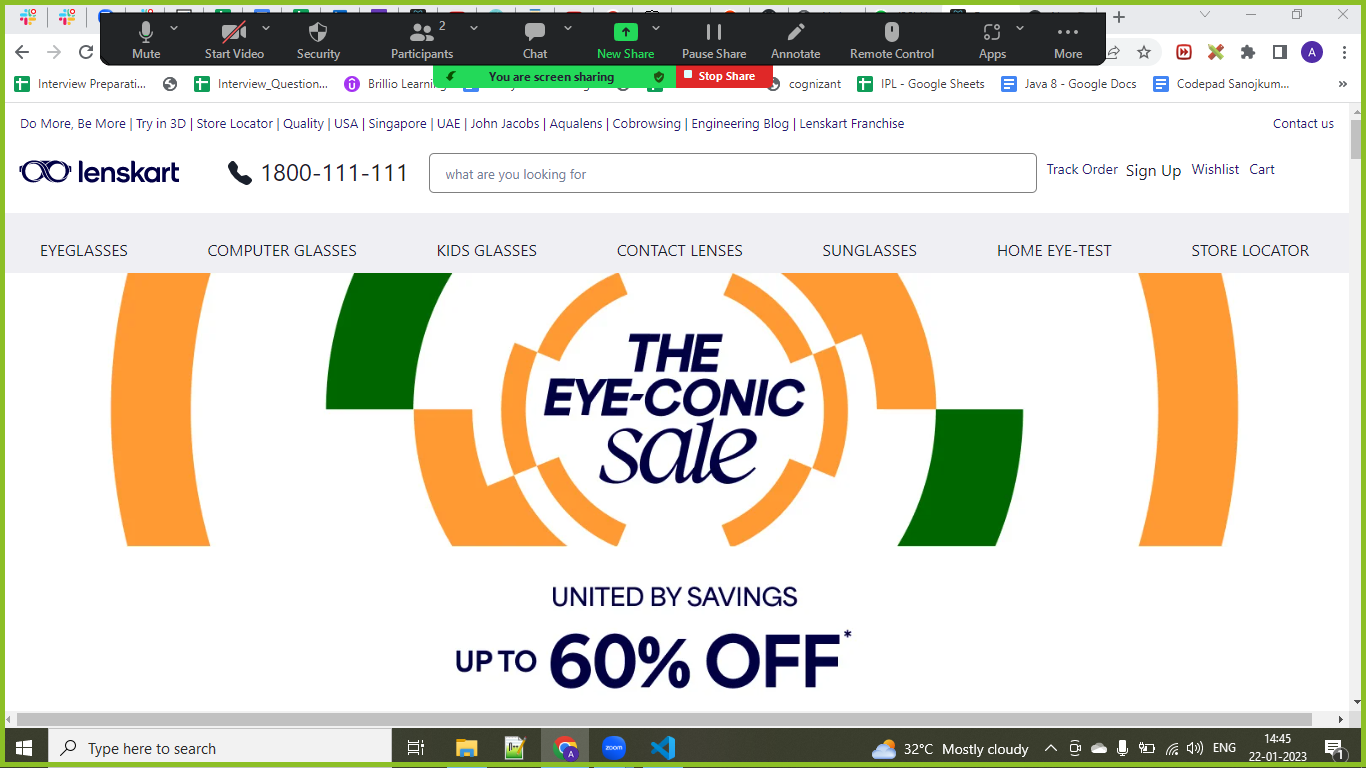 2
Mute Start Video Security Participants Chat New Share Pause Share Annotate Remote Control Apps More
You are screen sharing Stop Share
A
Interview Preparati... Interview_Question... Brillio Learnin cognizant IPL - Google Sheets Java 8 - Google Docs Codepad Sanojkum... »
Do More, Be More | Try in 3D | Store Locator | Quality | USA | Singapore | UAE | John Jacobs | Aqualens | Cobrowsing | Engineering Blog | Lenskart Franchise Contact us
lenskart 1800-111-111 what are you looking for Track Order Sign Up Wishlist Cart
EYEGLASSES COMPUTER GLASSES KIDS GLASSES CONTACT LENSES SUNGLASSES HOME EYE-TEST STORE LOCATOR
THE
EYE-CONIC
sale
UNITED BY SAVINGS
UP TO 60% OFF*
Type here to search A zoom 32°C Mostly cloudy ENG 14:45
22-01-2023 1